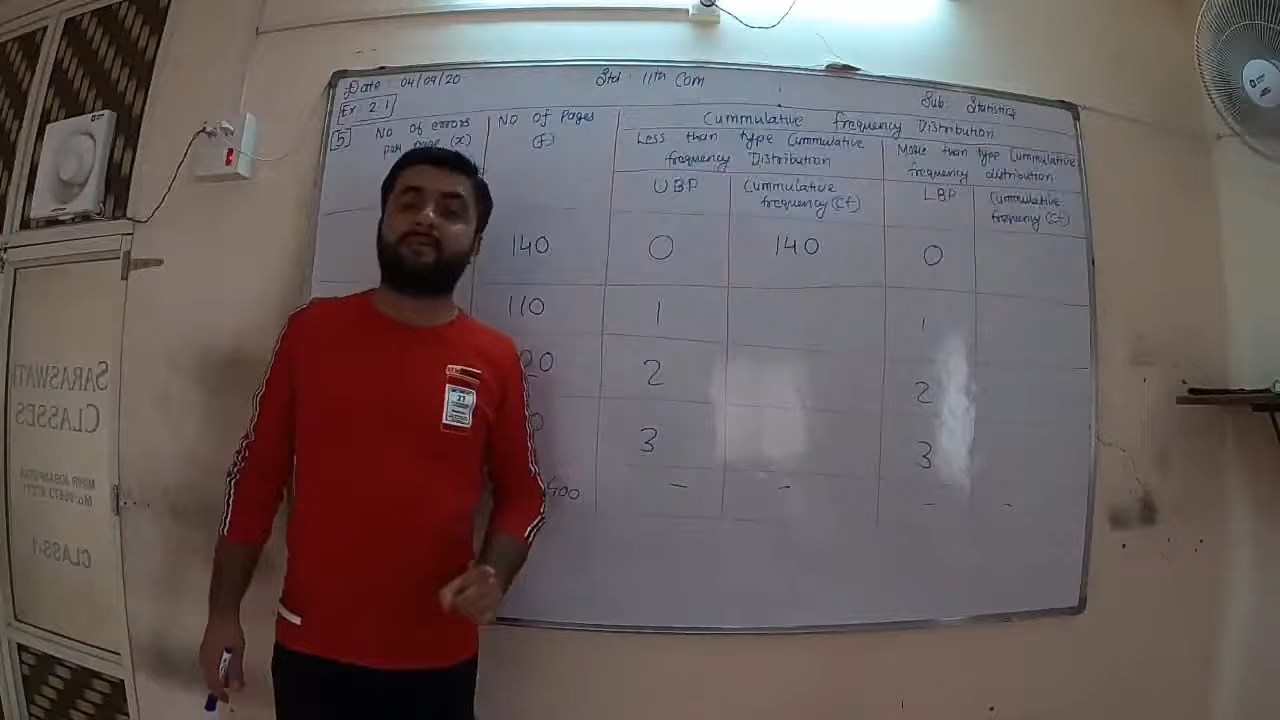 Date 04/09/20
Std 11th Com
Sub Statistics
Ex 2.1
5
No of errors
page (x)
No of Pages
(f)
Cummulative frequency Distribution
Less than type Cummulative
frequency Distribution
More than type Cummulative
frequency distribution
UBP
Cummulative
frequency (Cf)
LBP
Cummulative
frequency (Cf)
140 0 140 0
110 1 1
2 2
3 3
400 - - - -
SARASWATI
CLASSES
CLASS-1